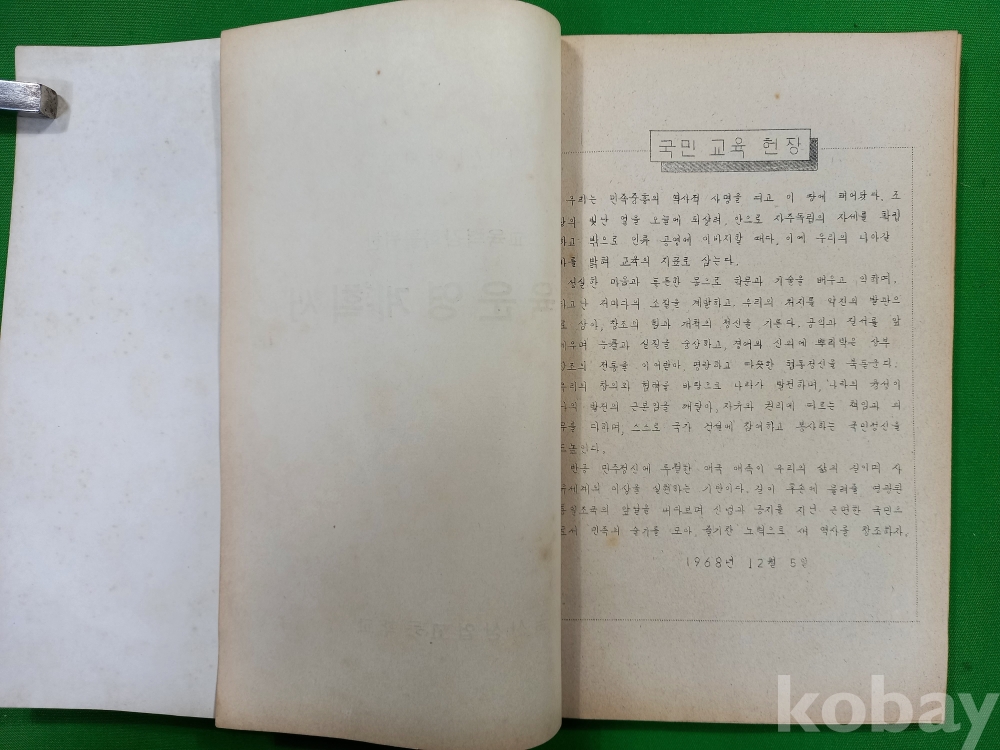 국민 교육 헌장
우리는 민족중흥의 역사적 사명을 띠고 이 땅에 태어났다. 조
상의 빛난 얼을 오늘에 되살려, 안으로 자주독립의 자세를 확립
하고 밖으로 인류 공영에 이바지할 때다. 이에 우리의 나아갈
바를 밝혀 교육의 지표로 삼는다.
성실한 마음과 튼튼한 몸으로 학문과 기술을 배우고 익히며,
타고난 저마다의 소질을 계발하고, 우리의 처지를 약진의 발판으
로 삼아, 창조의 힘과 개척의 정신을 기른다. 공익과 질서를 앞
세우며 능률과 실질을 숭상하고, 경애와 신의에 뿌리박은 상부
상조의 전통을 이어받아, 명랑하고 따뜻한 협동정신을 북돋운다.
우리의 창의와 협력을 바탕으로 나라가 발전하며, 나라의 융성이
나의 발전의 근본임을 깨달아, 자유와 권리에 따르는 책임과 의
무를 다하며, 스스로 국가 건설에 참여하고 봉사하는 국민정신을
드높인다.
반공 민주정신에 투철한 애국 애족이 우리의 삶의 길이며 자
유세계의 이상을 실현하는 기반이다. 길이 후손에 물려줄 영광된
통일조국의 앞날을 내다보며 신념과 긍지를 지닌 근면한 국민으
로서 민족의 슬기를 모아, 줄기찬 노력으로 새 역사를 창조하자.
1968년 12월 5일
kobay